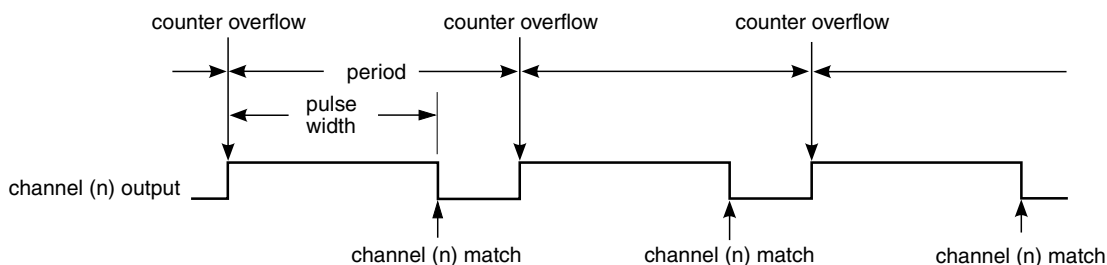 counter overflow counter overflow counter overflow
period
pulse
width
channel (n) output
channel (n) match channel (n) match channel (n) match